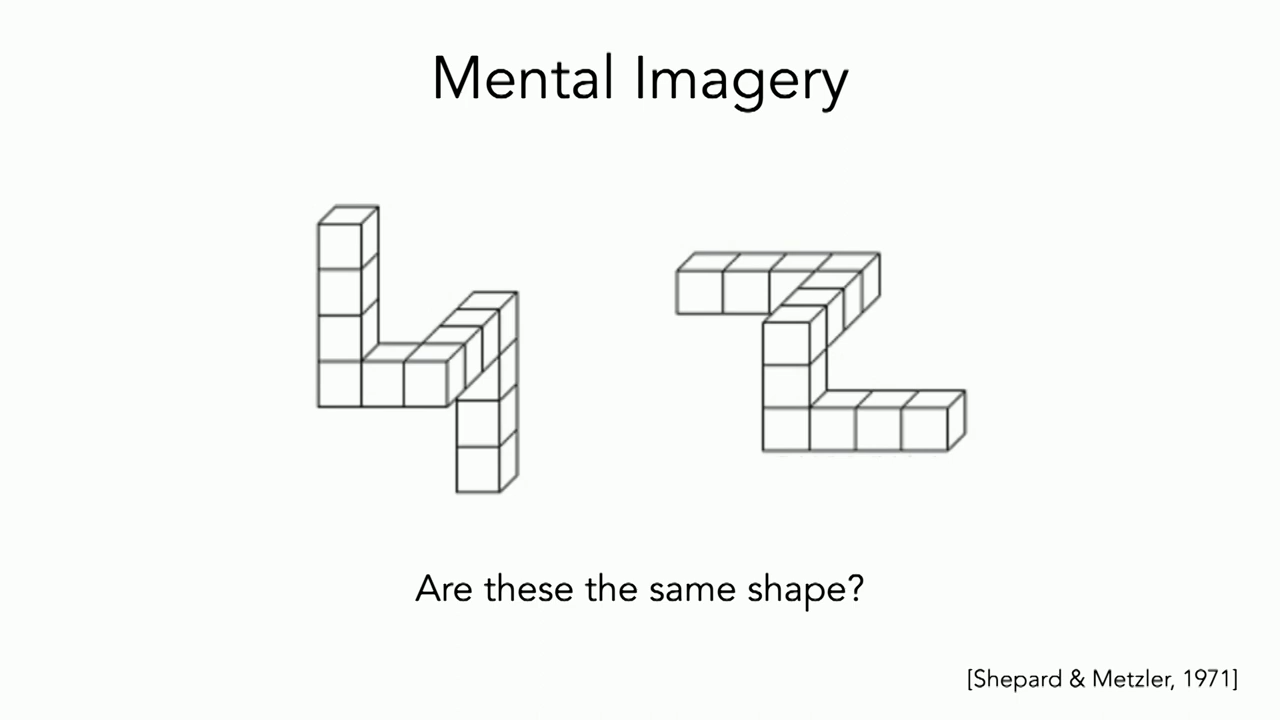 Mental Imagery
Are these the same shape?
[Shepard & Metzler, 1971]